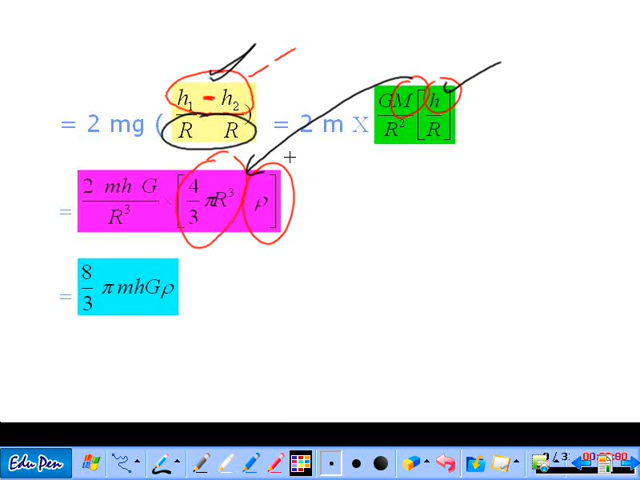 = 2 mg ( h₁/R - h₂/R ) = 2 m X GM/R² [ h/R ]
= 2 mh G/R³ × [ 4/3 πR³ ρ ]
= 8/3 π mhGρ
Edu Pen